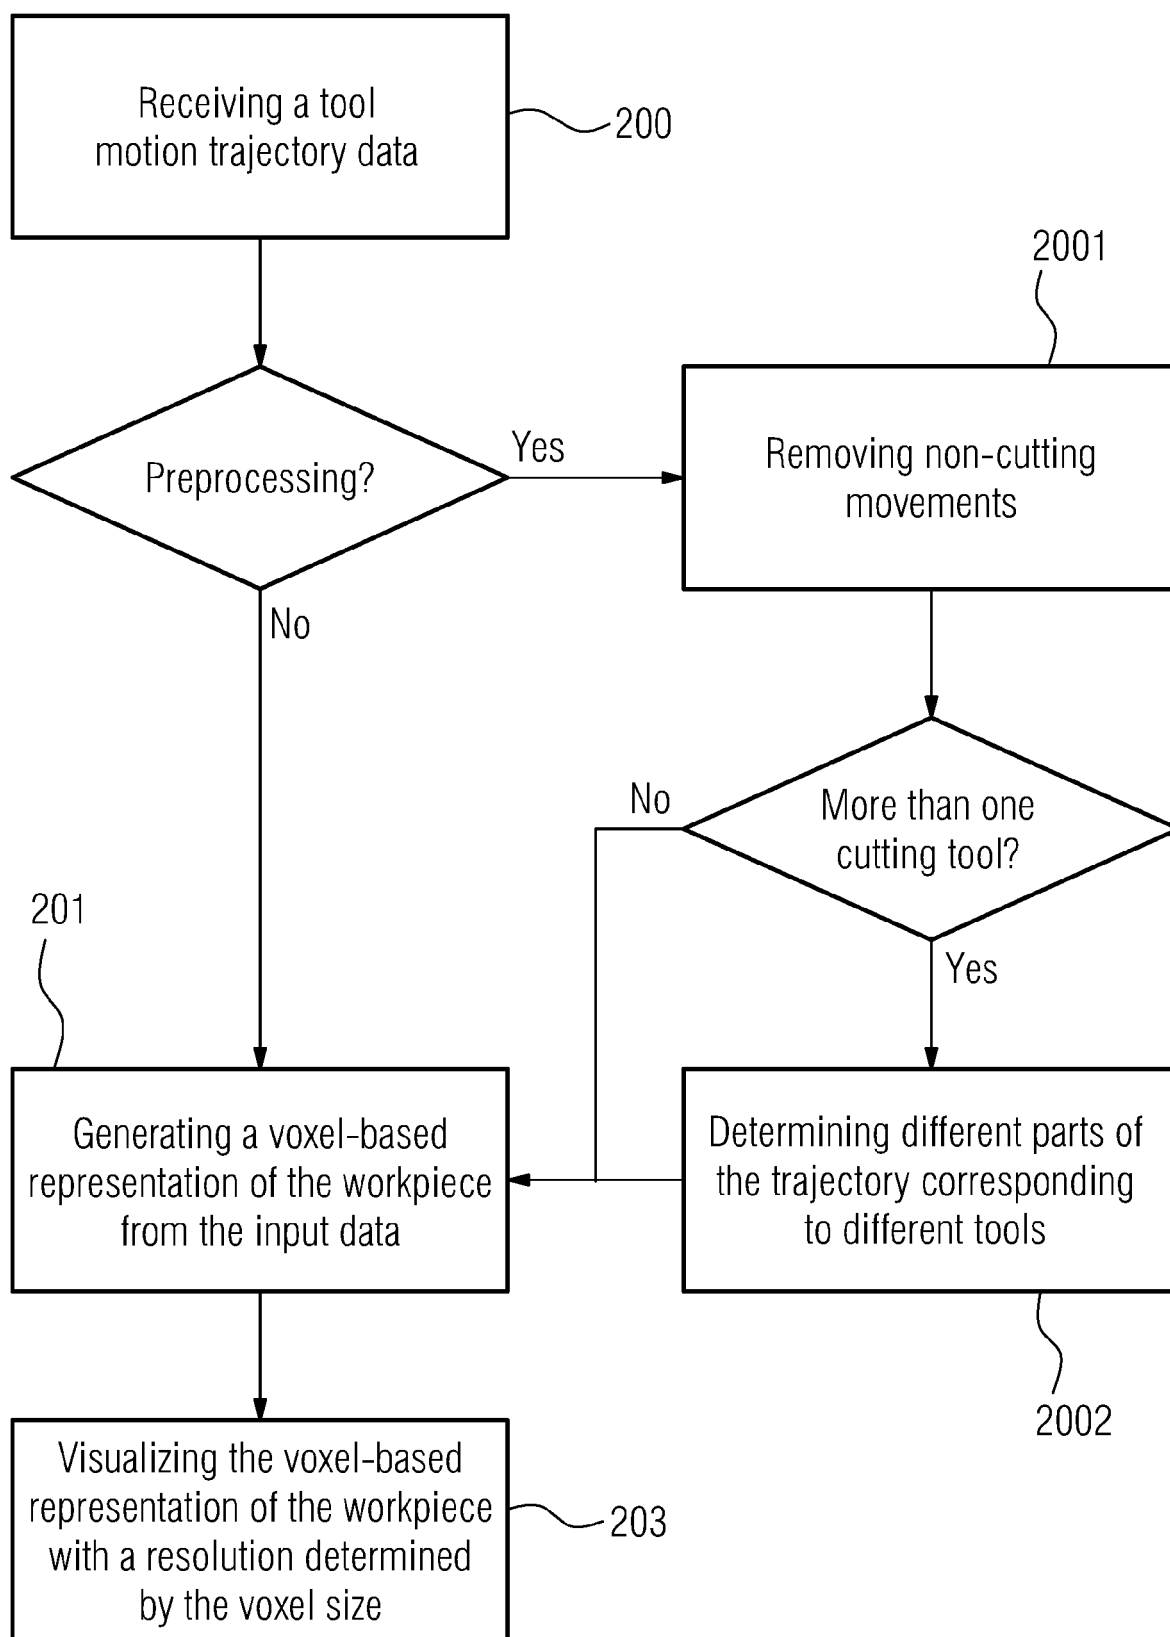 Receiving a tool
motion trajectory data
200
2001
Preprocessing?
Yes
Removing non-cutting
movements
No
No
More than one
cutting tool?
Yes
201
Generating a voxel-based
representation of the workpiece
from the input data
Determining different parts of
the trajectory corresponding
to different tools
2002
Visualizing the voxel-based
representation of the workpiece
with a resolution determined
by the voxel size
203